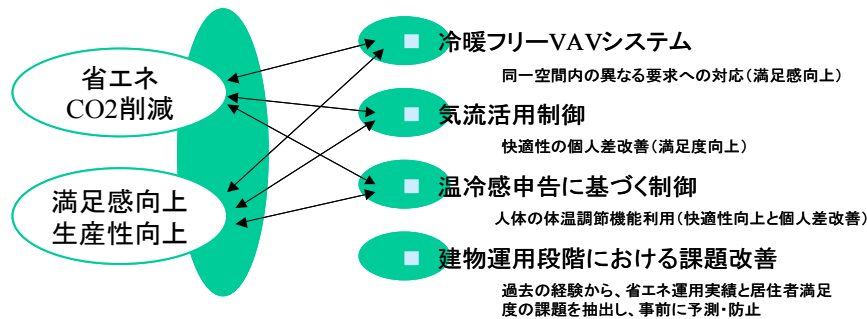 省エネ
CO2削減
満足感向上
生産性向上
冷暖フリーVAVシステム
同一空間内の異なる要求への対応(満足感向上)
気流活用制御
快適性の個人差改善(満足度向上)
温冷感申告に基づく制御
人体の体温調節機能利用(快適性向上と個人差改善)
建物運用段階における課題改善
過去の経験から、省エネ運用実績と居住者満足
度の課題を抽出し、事前に予測・防止